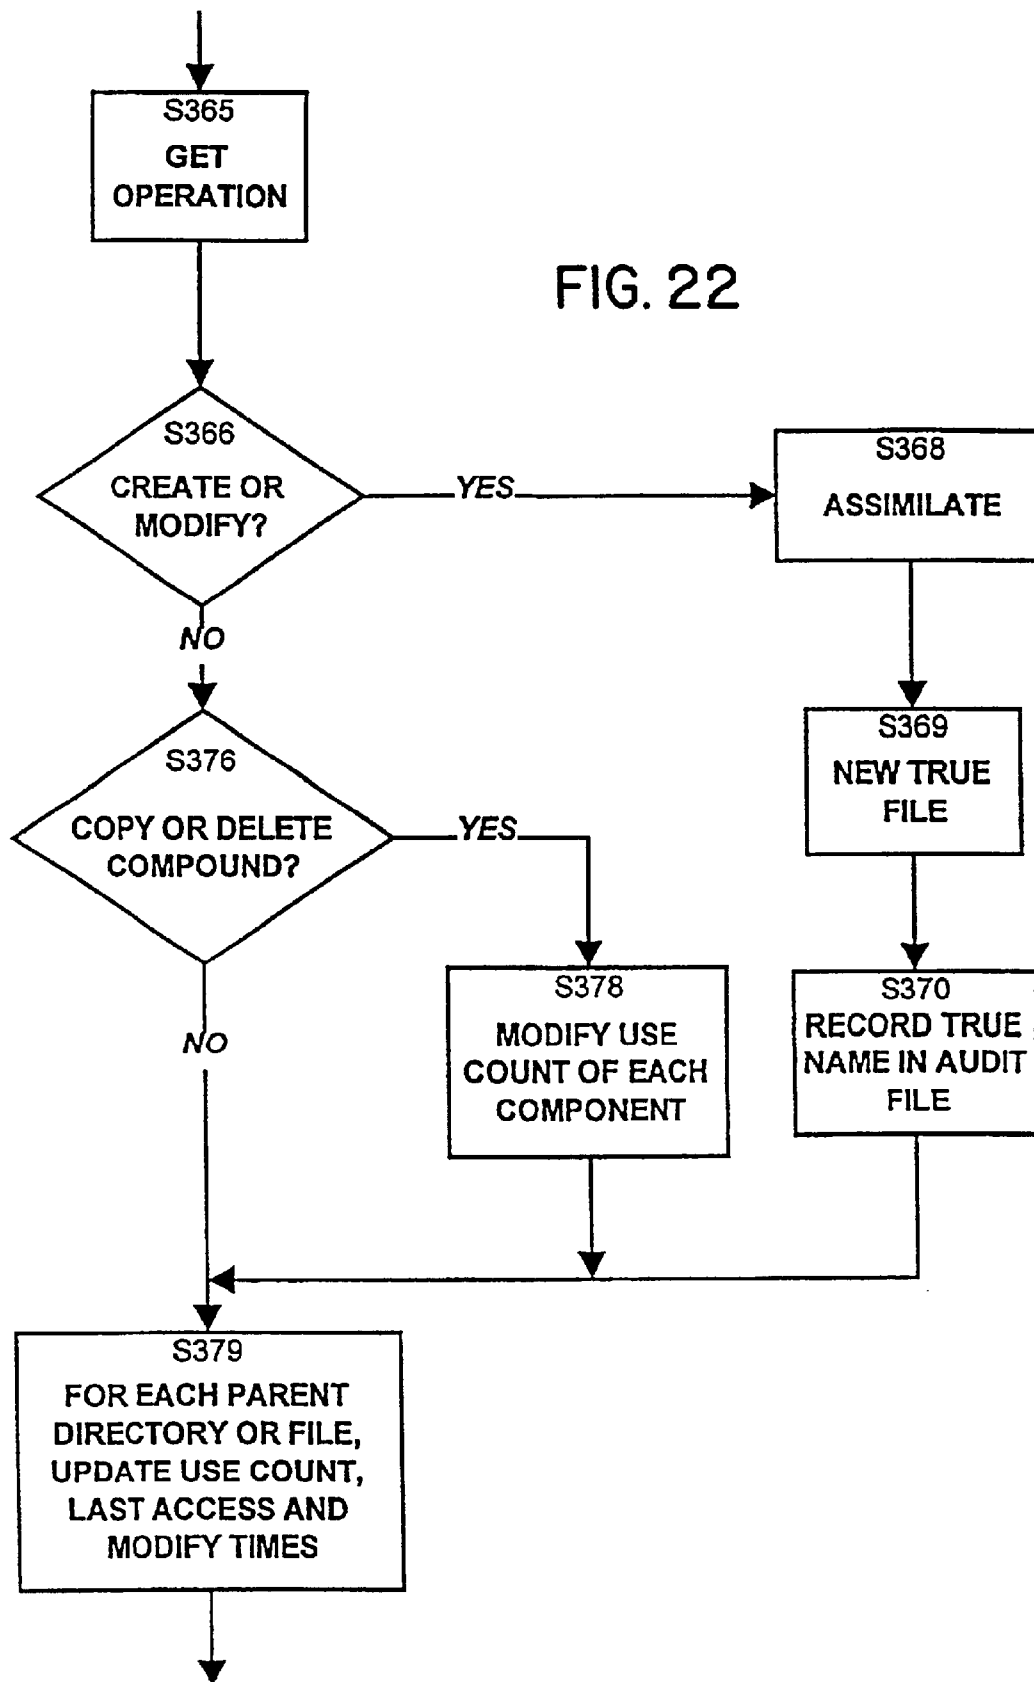 S365
GET
OPERATION
FIG. 22
S366
CREATE OR
MODIFY?
YES
S368
ASSIMILATE
NO
S369
NEW TRUE
FILE
S376
COPY OR DELETE
COMPOUND?
YES
S378
MODIFY USE
COUNT OF EACH
COMPONENT
S370
RECORD TRUE
NAME IN AUDIT
FILE
NO
S379
FOR EACH PARENT
DIRECTORY OR FILE,
UPDATE USE COUNT,
LAST ACCESS AND
MODIFY TIMES